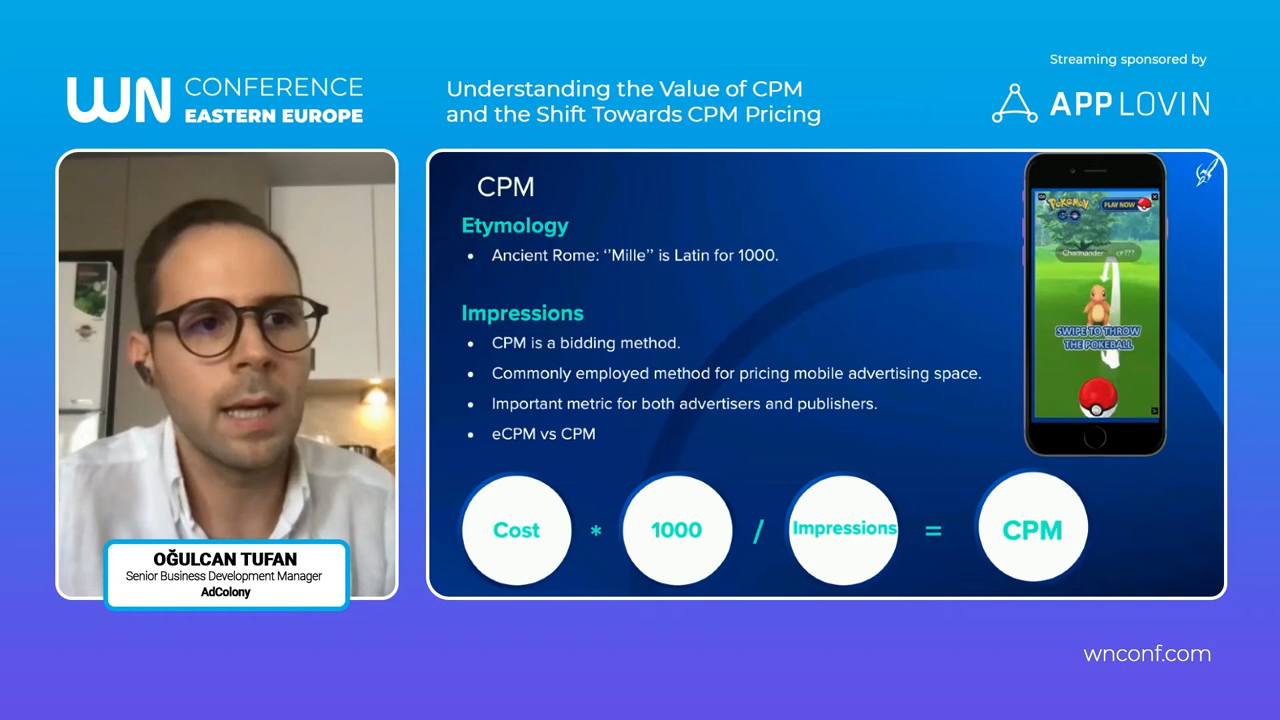 WN CONFERENCE
EASTERN EUROPE
Understanding the Value of CPM
and the Shift Towards CPM Pricing
Streaming sponsored by
APPLOVIN
OĞULCAN TUFAN
Senior Business Development Manager
AdColony
CPM
Etymology
• Ancient Rome: ‘’Mille’’ is Latin for 1000.
Impressions
• CPM is a bidding method.
• Commonly employed method for pricing mobile advertising space.
• Important metric for both advertisers and publishers.
• eCPM vs CPM
Cost * 1000 / Impressions = CPM
Pokémon GO
PLAY NOW
Charmander CP???
SWIPE TO THROW
THE POKEBALL
wnconf.com